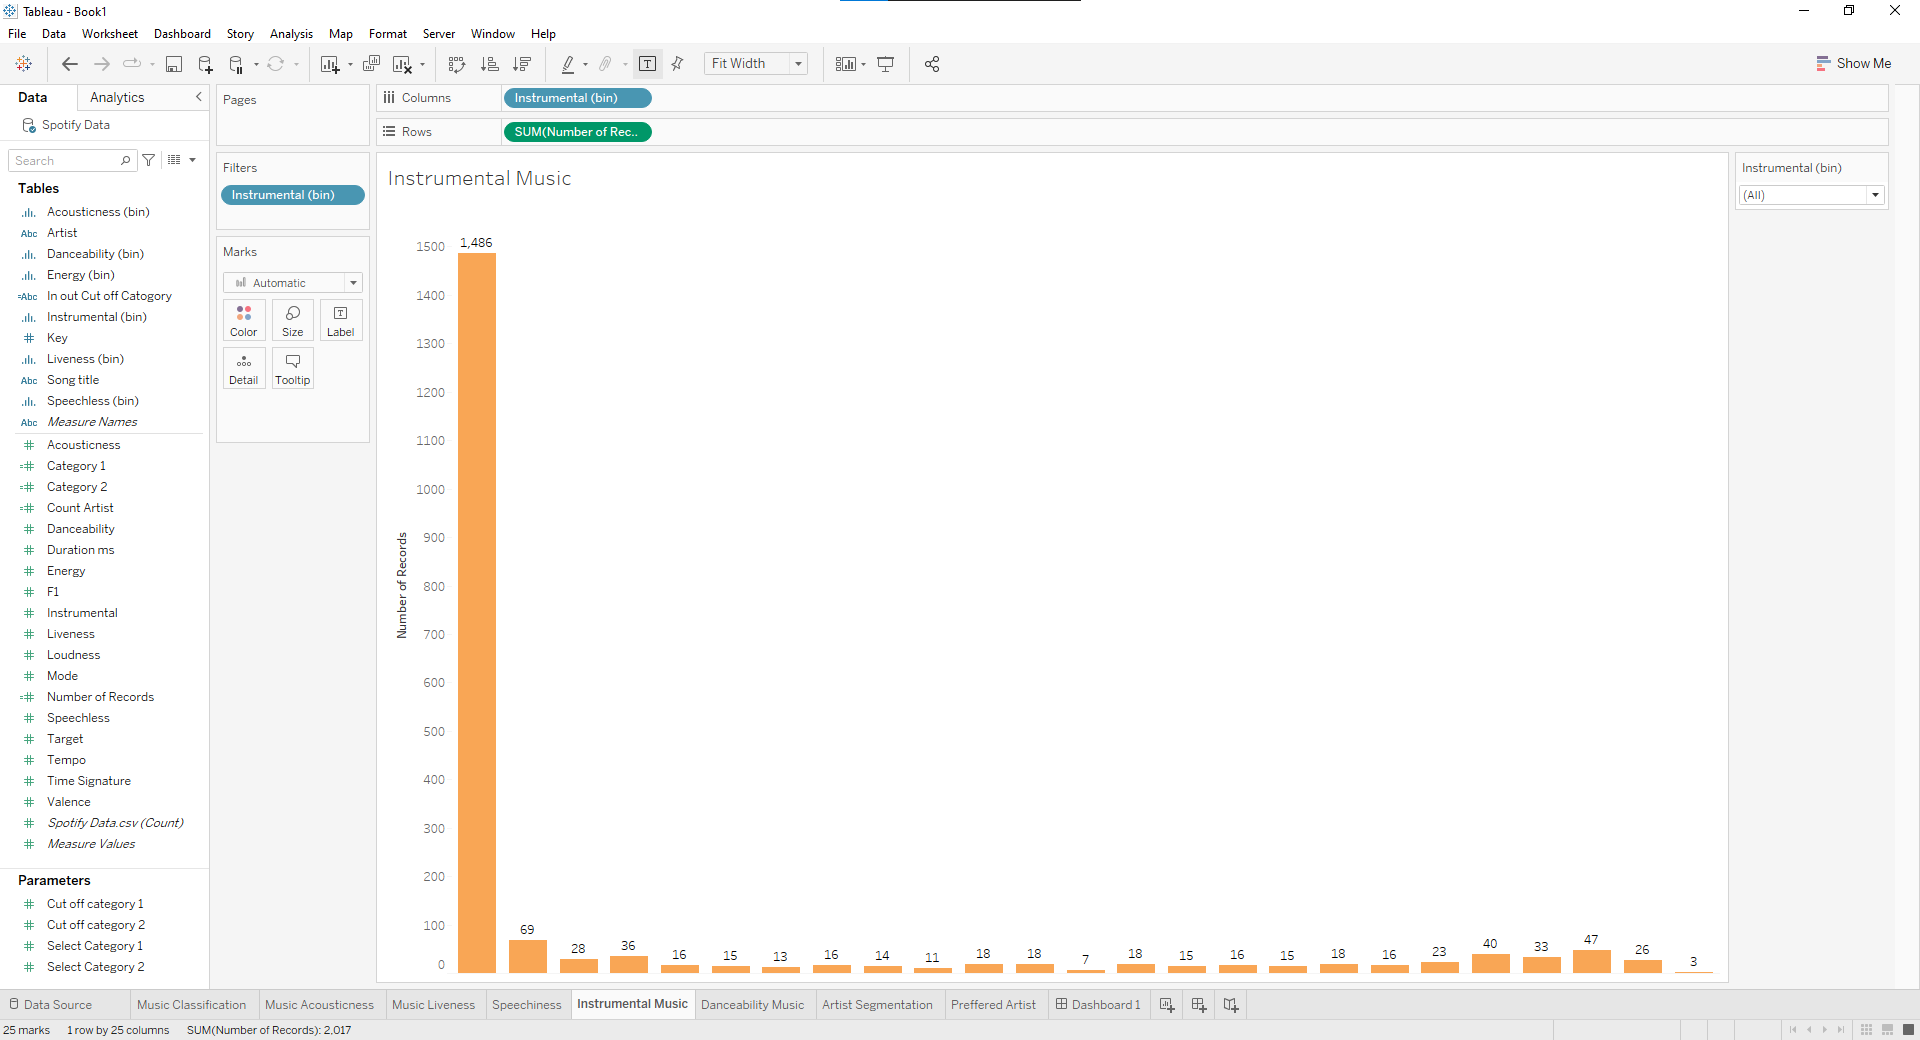 Tableau - Book1
File Data Worksheet Dashboard Story Analysis Map Format Server Window Help
Fit Width
Show Me
Data Analytics
Spotify Data
Search
Tables
Acousticness (bin)
Abc Artist
Danceability (bin)
Energy (bin)
=Abc In out Cut off Catogory
Instrumental (bin)
# Key
Liveness (bin)
Abc Song title
Speechless (bin)
Abc Measure Names
# Acousticness
=# Category 1
=# Category 2
=# Count Artist
# Danceability
# Duration ms
# Energy
# F1
# Instrumental
# Liveness
# Loudness
# Mode
=# Number of Records
# Speechless
# Target
# Tempo
# Time Signature
# Valence
# Spotify Data.csv (Count)
# Measure Values
Parameters
# Cut off category 1
# Cut off category 2
# Select Category 1
# Select Category 2
Pages
Filters
Instrumental (bin)
Marks
Automatic
Color Size Label
Detail Tooltip
Columns Instrumental (bin)
Rows SUM(Number of Rec..
Instrumental Music
Number of Records
1500
1400
1300
1200
1100
1000
900
800
700
600
500
400
300
200
100
0
1,486 69 28 36 16 15 13 16 14 11 18 18 7 18 15 16 15 18 16 23 40 33 47 26 3
Instrumental (bin)
(All)
Data Source Music Classification Music Acousticness Music Liveness Speechiness Instrumental Music Danceability Music Artist Segmentation Preffered Artist Dashboard 1
25 marks 1 row by 25 columns SUM(Number of Records): 2,017